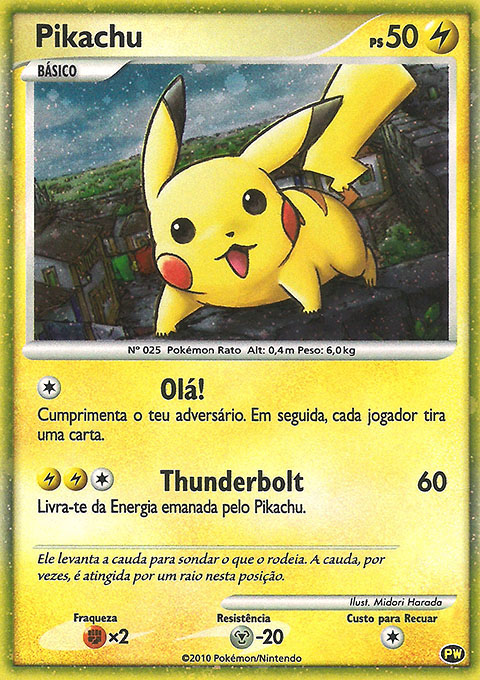 Pikachu PS 50
BÁSICO
Nº 025 Pokémon Rato Alt: 0,4 m Peso: 6,0 kg
Olá!
Cumprimenta o teu adversário. Em seguida, cada jogador tira
uma carta.
Thunderbolt 60
Livra-te da Energia emanada pelo Pikachu.
Ele levanta a cauda para sondar o que o rodeia. A cauda, por
vezes, é atingida por um raio nesta posição.
Ilust. Midori Harada
Fraqueza Resistência Custo para Recuar
×2 -20
©2010 Pokémon/Nintendo
PW